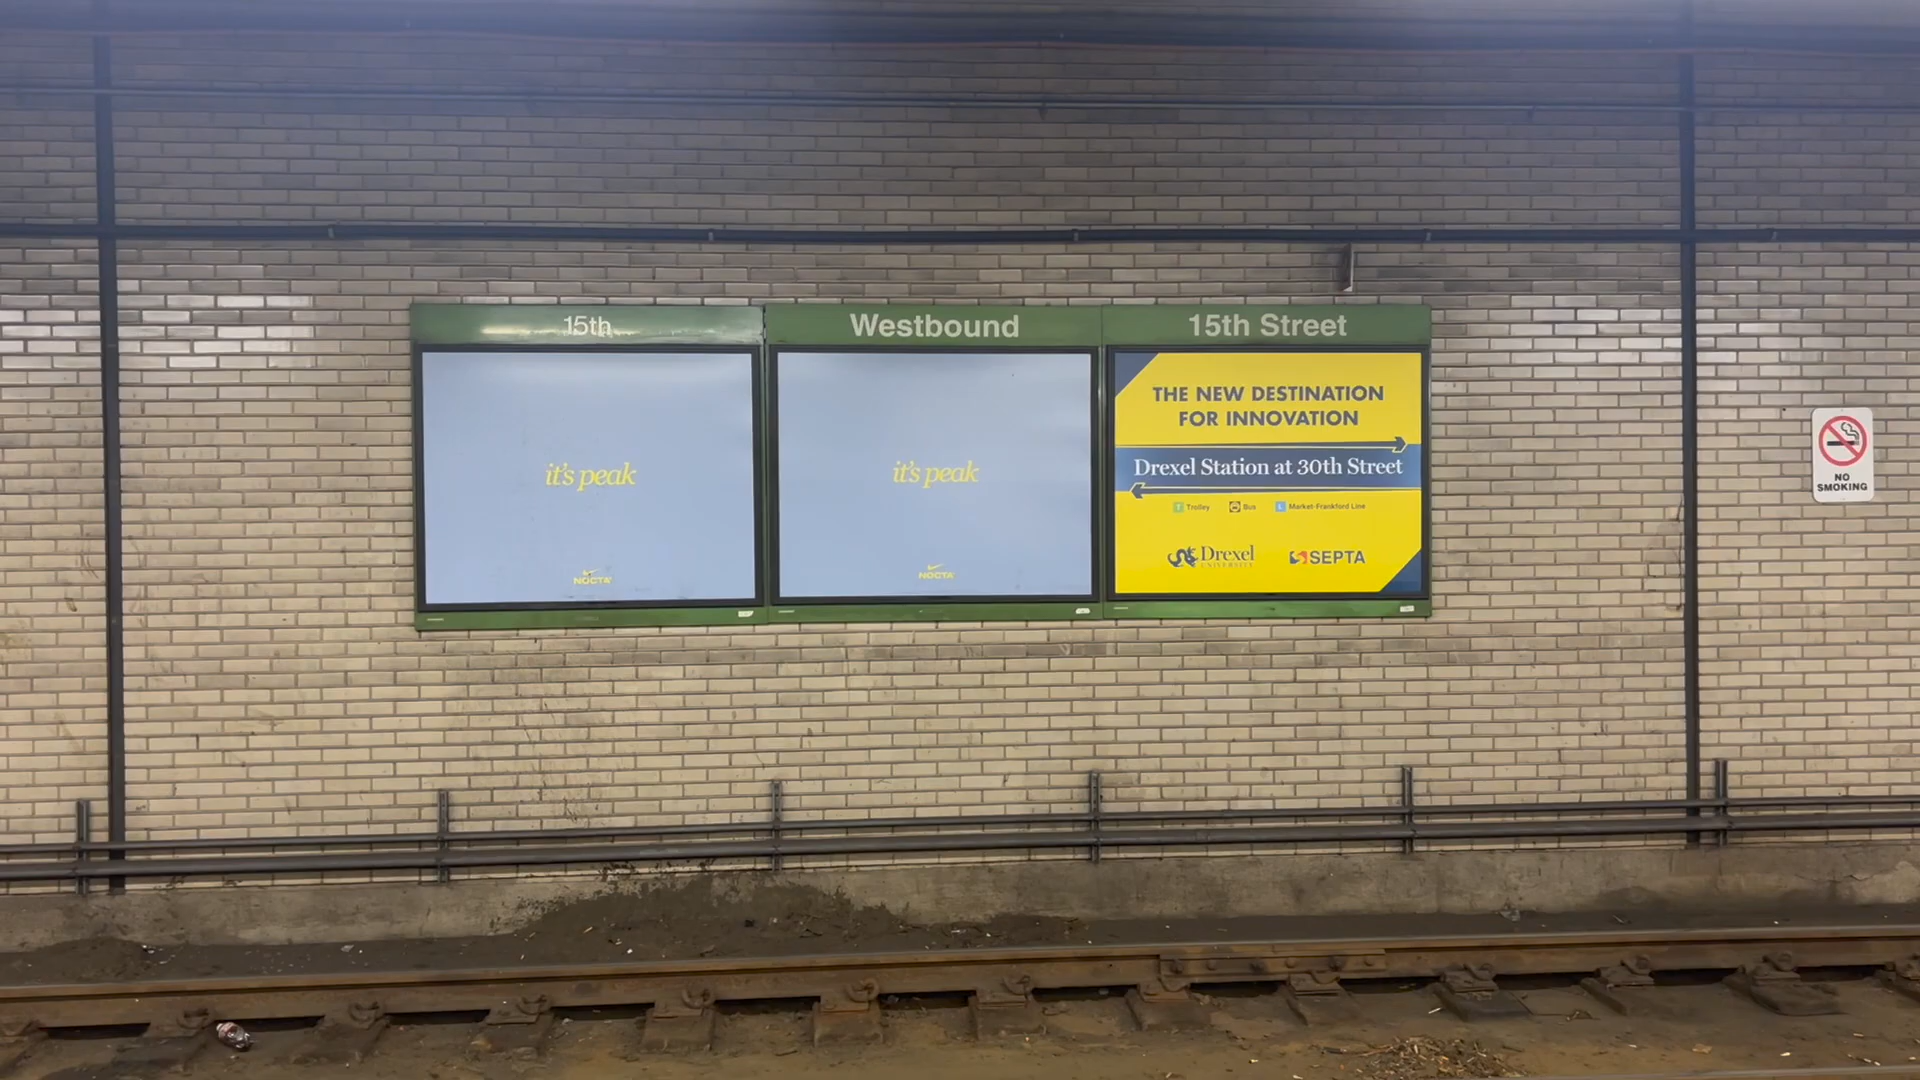 15th
Westbound
15th Street
it's peak
NOCTA
it's peak
NOCTA
THE NEW DESTINATION
FOR INNOVATION
Drexel Station at 30th Street
T Trolley Bus L Market-Frankford Line
Drexel
UNIVERSITY
SEPTA
NO
SMOKING